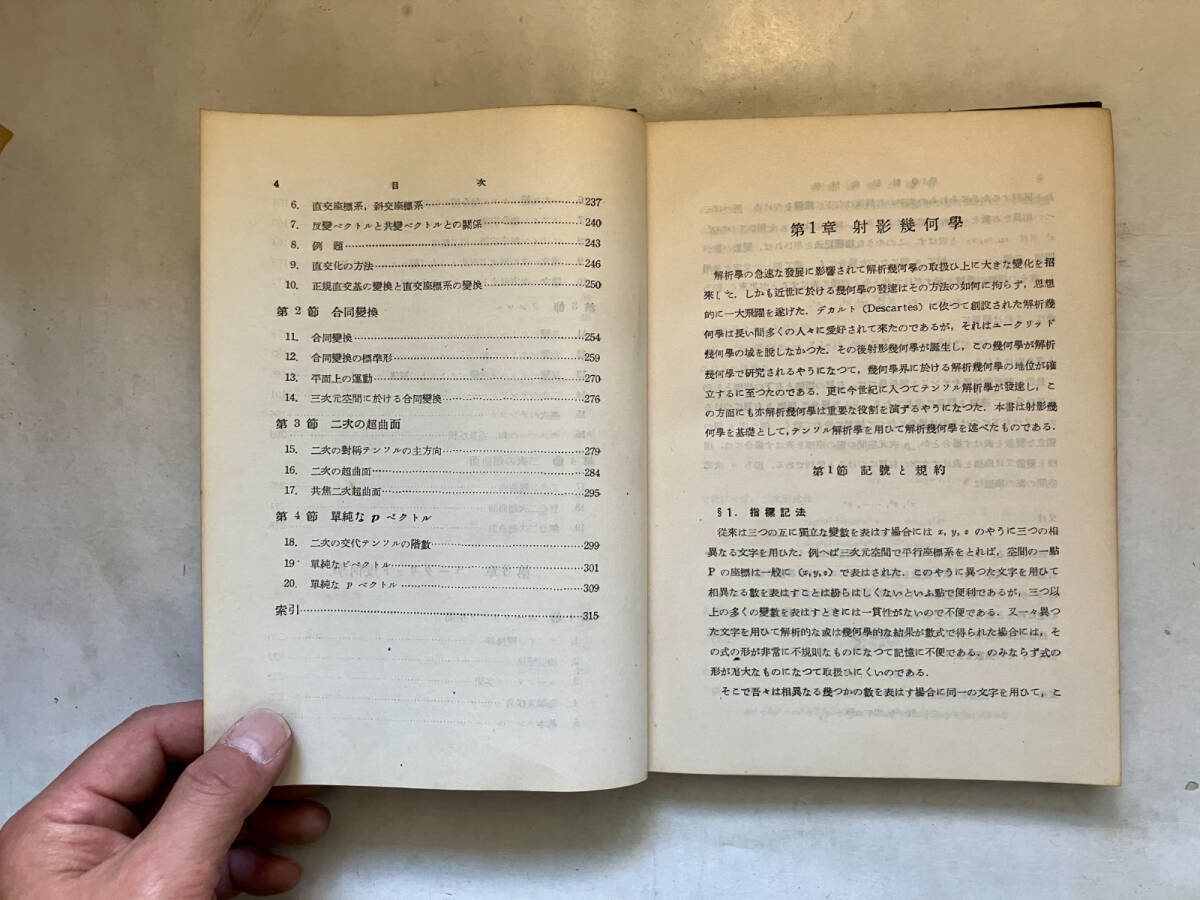 4 目次
6. 直交座標系,斜交座標系……237
7. 反變ベクトルと共變ベクトルとの關係……240
8. 例題……243
9. 直交化の方法……246
10. 正規直交基の變換と直交座標系の變換……250
第2節 合同變換
11. 合同變換……254
12. 合同變換の標準形……259
13. 平面上の運動……270
14. 三次元空間に於ける合同變換……276
第3節 二次の超曲面
15. 二次の對稱テンソルの主方向……279
16. 二次の超曲面……284
17. 共焦二次超曲面……295
第4節 單純な p ベクトル
18. 二次の交代テンソルの階數……299
19. 單純なビベクトル……301
20. 單純な p ベクトル……309
索引……315
第1章 射影幾何學
解析學の急速な發展に影響されて解析幾何學の取扱ひ上に大きな變化を招
來した.しかも近世に於ける幾何學の發達はその方法の如何に拘らず,思想
的に一大飛躍を遂げた.デカルト (Descartes) に依つて創設された解析幾
何學は長い間多くの人々に愛好されて來たのであるが,それはユークリッド
幾何學の域を脫しなかつた.その後射影幾何學が誕生し,この幾何學が解析
幾何學で研究されるやうになつて,幾何學界に於ける解析幾何學の地位が確
立するに至つたのである.更に今世紀に入つてテンソル解析學が發達し,こ
の方面にも亦解析幾何學は重要な役割を演ずるやうになつた.本書は射影幾
何學を基礎として,テンソル解析學を用ひて解析幾何學を述べたものである.
第1節 記號と規約
§1. 指標記法
從來は三つの互に獨立な變數を表はす場合には x, y, z のやうに三つの相
異なる文字を用ひた.例へば三次元空間で平行座標系をとれば,空間の一點
P の座標は一般に (x, y, z) で表はされた.このやうに異つた文字を用ひて
相異なる數を表はすことは紛らはしくないといふ點で便利であるが,三つ以
上の多くの變數を表はすときには一貫性がないので不便である.又一々異つ
た文字を用ひて解析的な或は幾何學的な結果が數式で得られた場合には,そ
の式の形が非常に不規則なものになつて記憶に不便である.のみならず式の
形が尨大なものになつて取扱ひにくいのである.
そこで吾々は相異なる幾つかの數を表はす場合に同一の文字を用ひて,こ